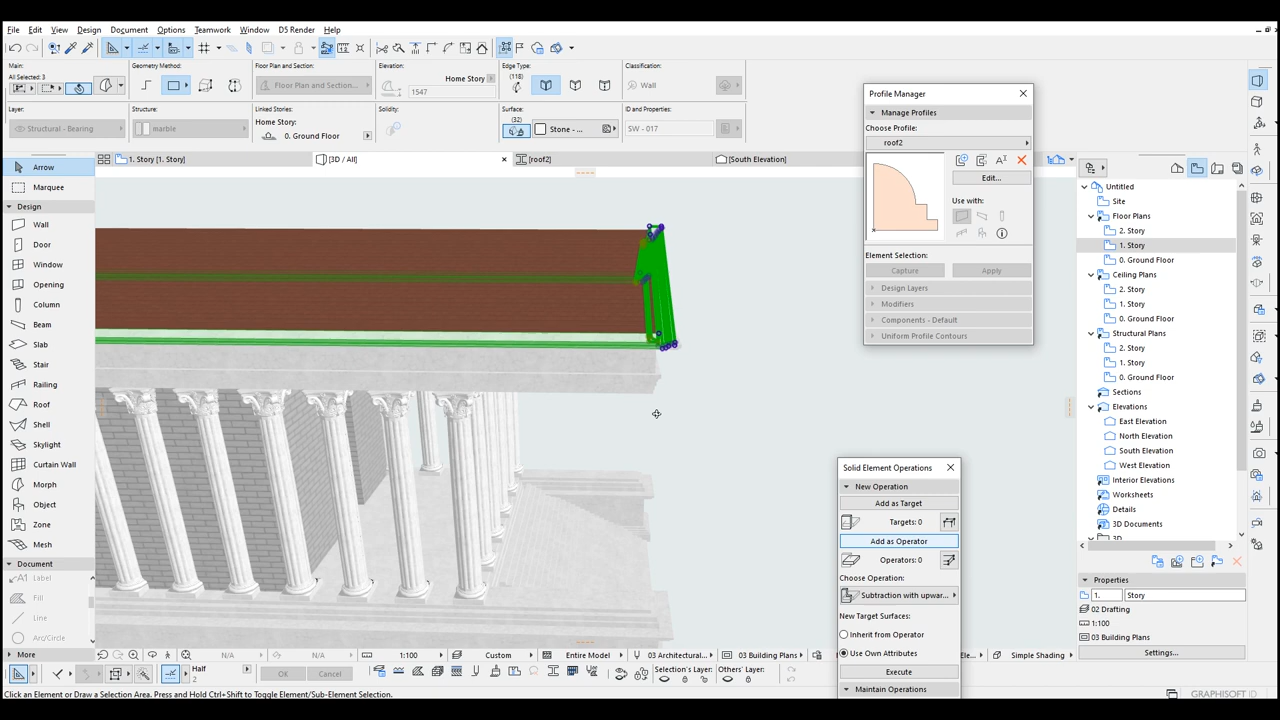 File Edit View Design Document Options Teamwork Window D5 Render Help
Main:
All Selected: 3
Geometry Method:
Floor Plan and Section:
Floor Plan and Section...
Elevation:
(118)
1547
Home Story
Edge Type:
Classification:
Wall
Layer:
Structural - Bearing
Structure:
marble
Linked Stories:
Home Story:
0. Ground Floor
Solidity:
Surface:
(32)
Stone - ...
ID and Properties:
SW - 017
1. Story [1. Story]
[3D / All]
[roof2]
[South Elevation]
Arrow
Marquee
Design
Wall
Door
Window
Opening
Column
Beam
Slab
Stair
Railing
Roof
Shell
Skylight
Curtain Wall
Morph
Object
Zone
Mesh
Document
Label
Fill
Line
Arc/Circle
More
Profile Manager
Manage Profiles
Choose Profile:
roof2
Edit...
Use with:
Element Selection:
Capture
Apply
Design Layers
Modifiers
Components - Default
Uniform Profile Contours
Solid Element Operations
New Operation
Add as Target
Targets: 0
Add as Operator
Operators: 0
Choose Operation:
Subtraction with upwar...
New Target Surfaces:
Inherit from Operator
Use Own Attributes
Execute
Maintain Operations
Untitled
Site
Floor Plans
2. Story
1. Story
0. Ground Floor
Ceiling Plans
2. Story
1. Story
0. Ground Floor
Structural Plans
2. Story
1. Story
0. Ground Floor
Sections
Elevations
East Elevation
North Elevation
South Elevation
West Elevation
Interior Elevations
Worksheets
Details
3D Documents
3D
Properties
1.
Story
02 Drafting
1:100
03 Building Plans
Settings...
N/A
N/A
1:100
Custom
Entire Model
03 Architectural...
03 Building Plans
Ele...
Simple Shading
Half
2
OK
Cancel
Selection's Layer:
Others' Layer:
Click an Element or Draw a Selection Area. Press and Hold Ctrl+Shift to Toggle Element/Sub-Element Selection.
GRAPHISOFT ID